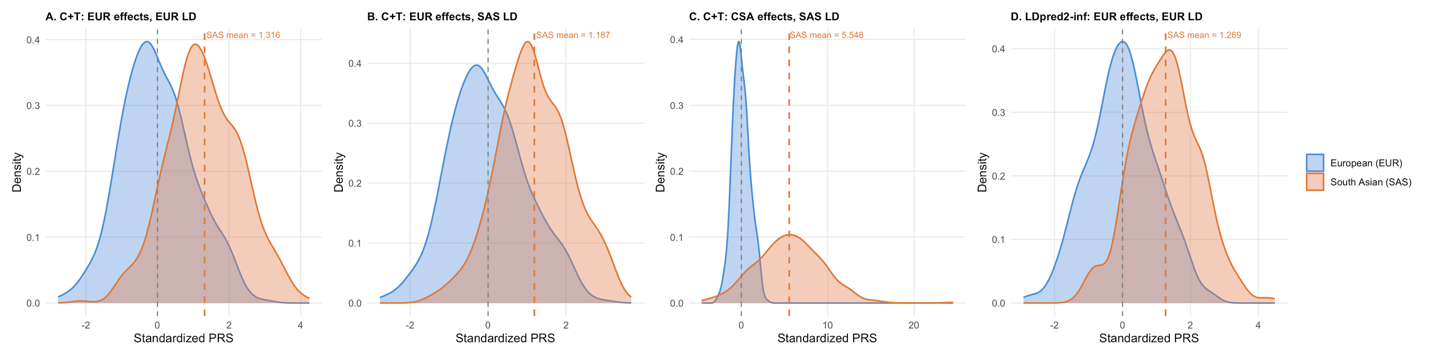 A. C+T: EUR effects, EUR LD
SAS mean = 1.316
0.4
0.3
0.2
0.1
0.0
Density
-2
0
2
4
Standardized PRS
B. C+T: EUR effects, SAS LD
SAS mean = 1.187
0.4
0.3
0.2
0.1
0.0
Density
-2
0
2
Standardized PRS
C. C+T: CSA effects, SAS LD
SAS mean = 5.548
0.4
0.3
0.2
0.1
0.0
Density
0
10
20
Standardized PRS
D. LDpred2-inf: EUR effects, EUR LD
SAS mean = 1.269
0.4
0.3
0.2
0.1
0.0
Density
-2
0
2
4
Standardized PRS
European (EUR)
South Asian (SAS)